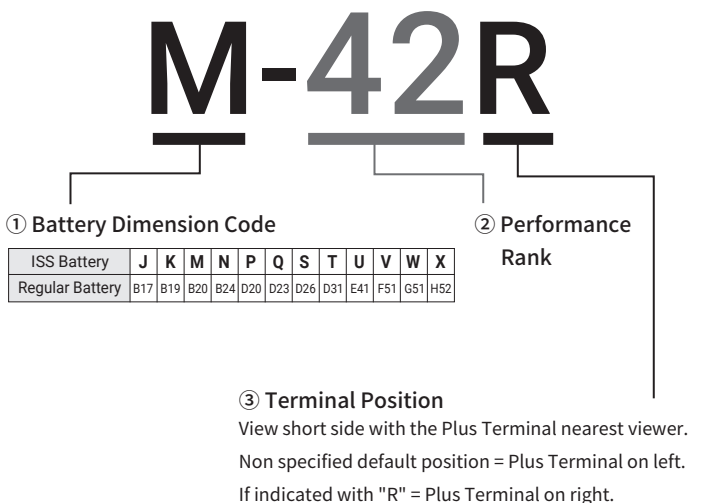 M-42R
① Battery Dimension Code
ISS Battery J K M N P Q S T U V W X
Regular Battery B17 B19 B20 B24 D20 D23 D26 D31 E41 F51 G51 H52
② Performance
Rank
③ Terminal Position
View short side with the Plus Terminal nearest viewer.
Non specified default position = Plus Terminal on left.
If indicated with "R" = Plus Terminal on right.